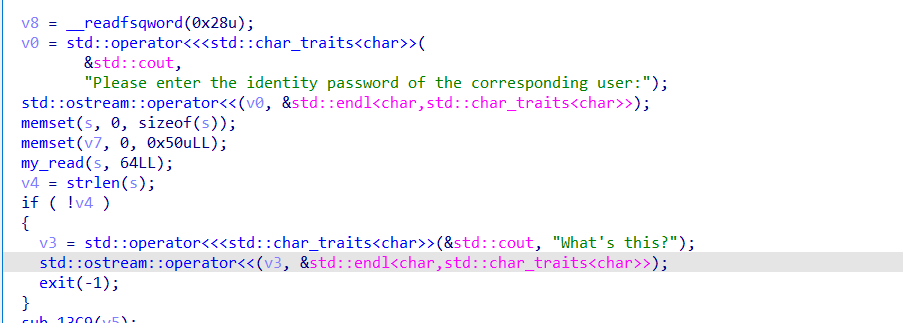 v8 = __readfsqword(0x28u);
v0 = std::operator<<<std::char_traits<char>>(
&std::cout,
"Please enter the identity password of the corresponding user:");
std::ostream::operator<<(v0, &std::endl<char,std::char_traits<char>>);
memset(s, 0, sizeof(s));
memset(v7, 0, 0x50uLL);
my_read(s, 64LL);
v4 = strlen(s);
if ( !v4 )
{
v3 = std::operator<<<std::char_traits<char>>(&std::cout, "What's this?");
std::ostream::operator<<(v3, &std::endl<char,std::char_traits<char>>);
exit(-1);
}
sub_13C9(v5);